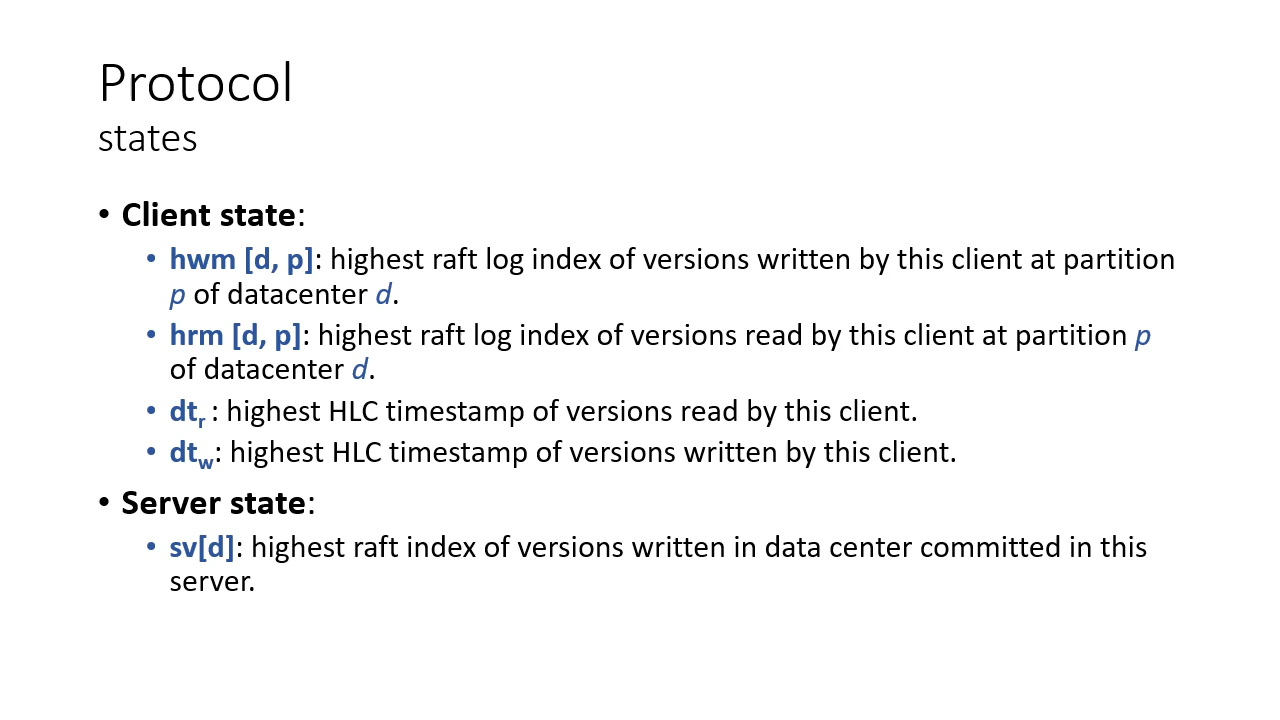 Protocol
states
• Client state:
• hwm [d, p]: highest raft log index of versions written by this client at partition
p of datacenter d.
• hrm [d, p]: highest raft log index of versions read by this client at partition p
of datacenter d.
• dtr : highest HLC timestamp of versions read by this client.
• dtw: highest HLC timestamp of versions written by this client.
• Server state:
• sv[d]: highest raft index of versions written in data center committed in this
server.